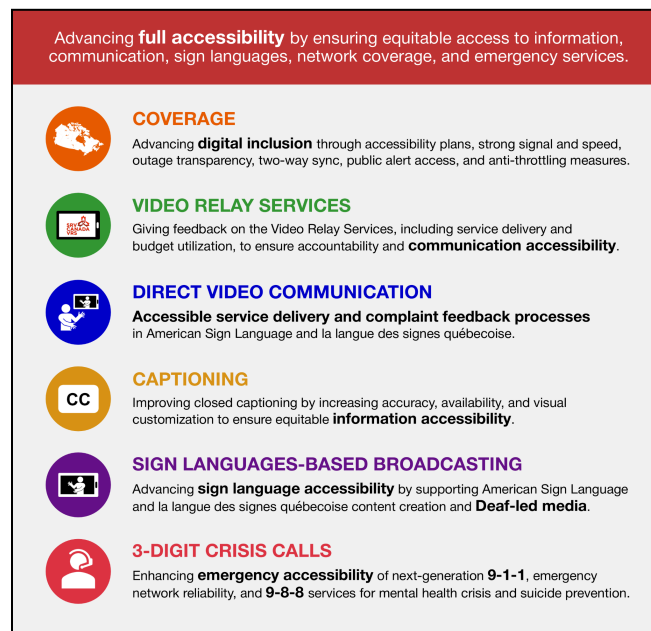 Advancing full accessibility by ensuring equitable access to information,
communication, sign languages, network coverage, and emergency services.
COVERAGE
Advancing digital inclusion through accessibility plans, strong signal and speed,
outage transparency, two-way sync, public alert access, and anti-throttling measures.
SRV
CANADA
VRS
VIDEO RELAY SERVICES
Giving feedback on the Video Relay Services, including service delivery and
budget utilization, to ensure accountability and communication accessibility.
DIRECT VIDEO COMMUNICATION
Accessible service delivery and complaint feedback processes
in American Sign Language and la langue des signes québecoise.
CC
CAPTIONING
Improving closed captioning by increasing accuracy, availability, and visual
customization to ensure equitable information accessibility.
SIGN LANGUAGES-BASED BROADCASTING
Advancing sign language accessibility by supporting American Sign Language
and la langue des signes québecoise content creation and Deaf-led media.
3-DIGIT CRISIS CALLS
Enhancing emergency accessibility of next-generation 9-1-1, emergency
network reliability, and 9-8-8 services for mental health crisis and suicide prevention.